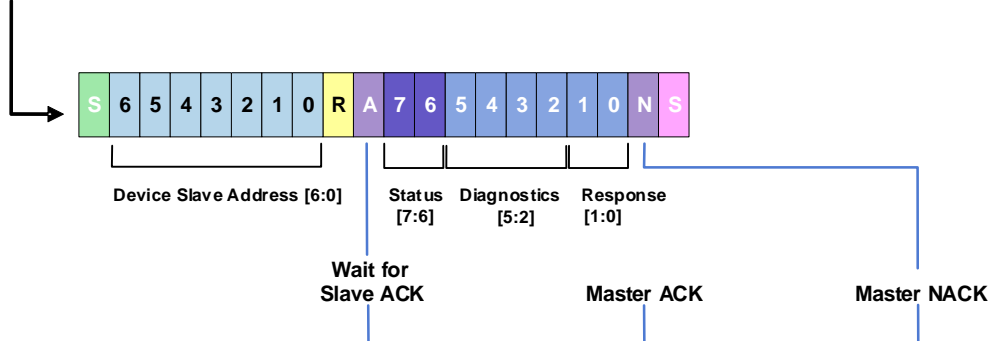 S 6 5 4 3 2 1 0 R A 7 6 5 4 3 2 1 0 N S
Device Slave Address [6:0]
Status
[7:6]
Diagnostics
[5:2]
Response
[1:0]
Wait for
Slave ACK
Master ACK
Master NACK